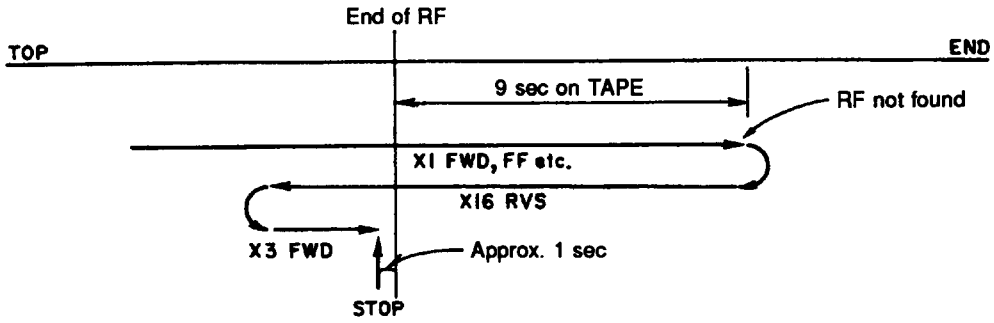 End of RF
TOP
END
9 sec on TAPE
RF not found
X1 FWD, FF etc.
X16 RVS
X3 FWD
Approx. 1 sec
STOP